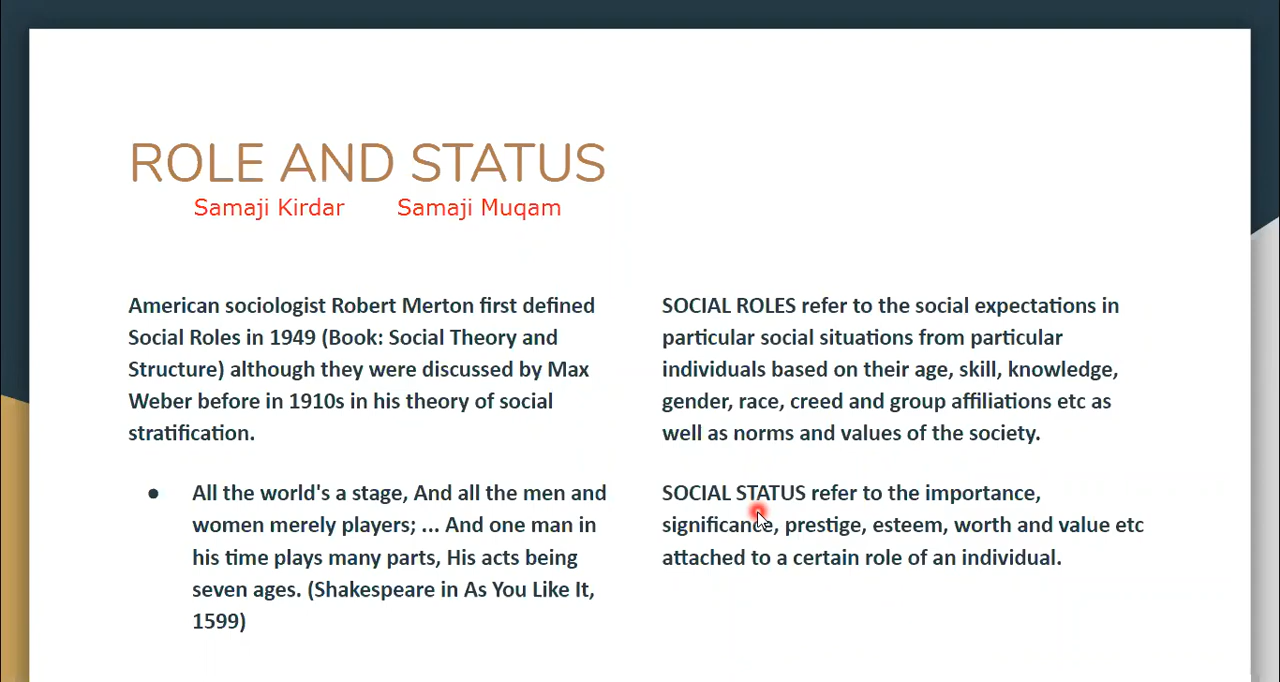 ROLE AND STATUS
Samaji Kirdar Samaji Muqam
American sociologist Robert Merton first defined
Social Roles in 1949 (Book: Social Theory and
Structure) although they were discussed by Max
Weber before in 1910s in his theory of social
stratification.
● All the world's a stage, And all the men and
women merely players; ... And one man in
his time plays many parts, His acts being
seven ages. (Shakespeare in As You Like It,
1599)
SOCIAL ROLES refer to the social expectations in
particular social situations from particular
individuals based on their age, skill, knowledge,
gender, race, creed and group affiliations etc as
well as norms and values of the society.
SOCIAL STATUS refer to the importance,
significance, prestige, esteem, worth and value etc
attached to a certain role of an individual.